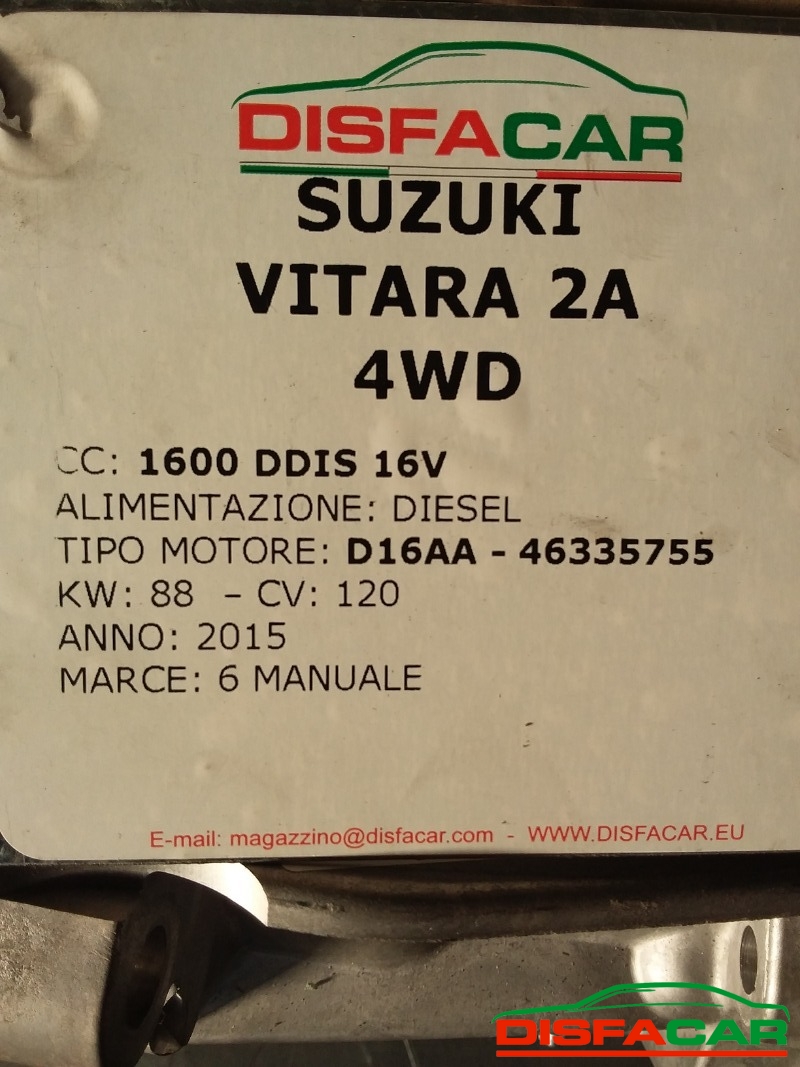 DISFACAR
SUZUKI
VITARA 2A
4WD
CC: 1600 DDIS 16V
ALIMENTAZIONE: DIESEL
TIPO MOTORE: D16AA - 46335755
KW: 88 - CV: 120
ANNO: 2015
MARCE: 6 MANUALE
E-mail: magazzino@disfacar.com - WWW.DISFACAR.EU
DISFACAR